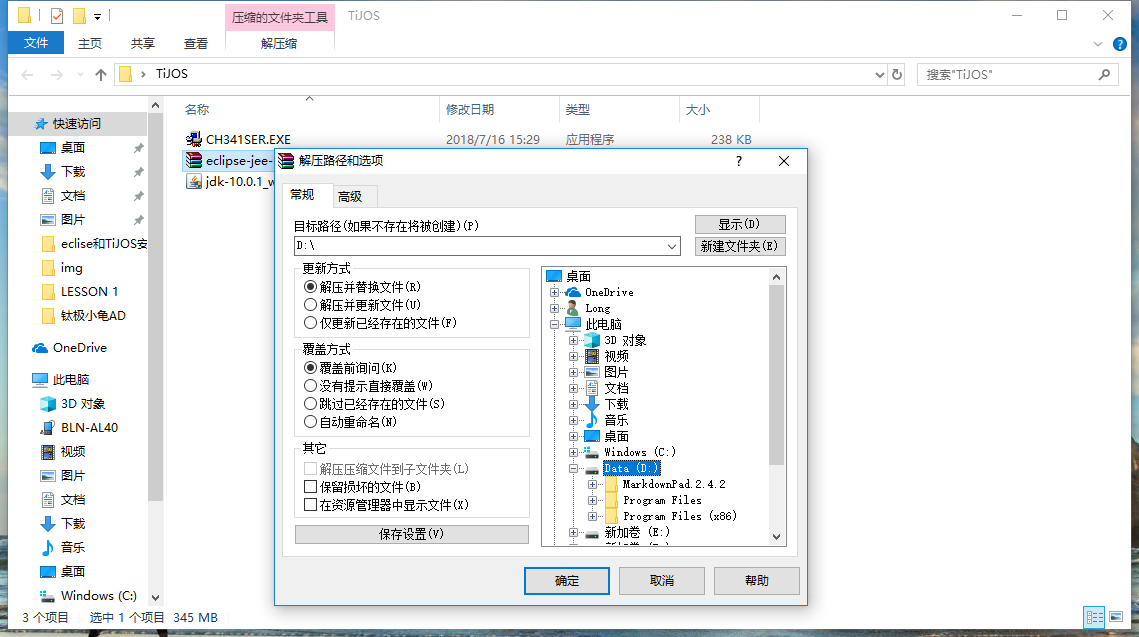 压缩的文件夹工具
TiJOS
文件
主页
共享
查看
解压缩
TiJOS
搜索"TiJOS"
快速访问
桌面
下载
文档
图片
eclise和TiJOS安
img
LESSON 1
钛极小龟AD
OneDrive
此电脑
3D 对象
BLN-AL40
视频
图片
文档
下载
音乐
桌面
Windows (C:)
名称
修改日期
类型
大小
CH341SER.EXE
2018/7/16 15:29
应用程序
238 KB
eclipse-jee-
jdk-10.0.1_w
解压路径和选项
?
常规
高级
目标路径(如果不存在将被创建)(P)
显示(D)
D:\
新建文件夹(E)
更新方式
解压并替换文件(R)
解压并更新文件(U)
仅更新已经存在的文件(F)
覆盖方式
覆盖前询问(K)
没有提示直接覆盖(W)
跳过已经存在的文件(S)
自动重命名(N)
其它
解压压缩文件到子文件夹(L)
保留损坏的文件(B)
在资源管理器中显示文件(X)
保存设置(V)
桌面
OneDrive
Long
此电脑
3D 对象
视频
图片
文档
下载
音乐
桌面
Windows (C:)
Data (D:)
MarkdownPad.2.4.2
Program Files
Program Files (x86)
新加卷 (E:)
确定
取消
帮助
3 个项目
选中 1 个项目
345 MB